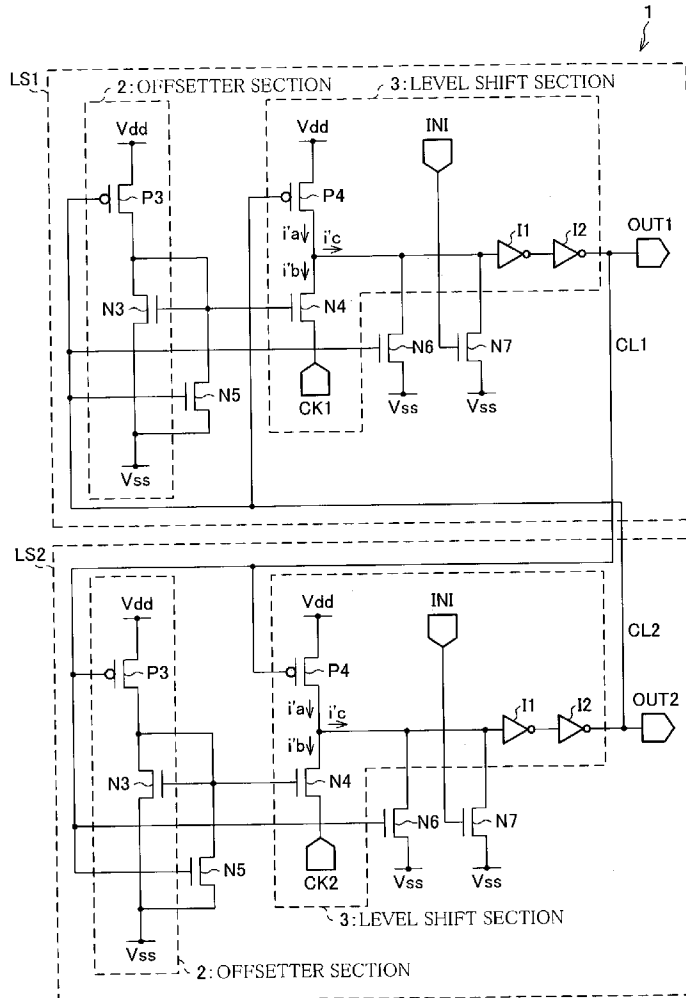 1
LS1
2: OFFSETTER SECTION
3: LEVEL SHIFT SECTION
Vdd
Vdd
INI
P3
P4
i'a
i'c
i'b
I1
I2
OUT1
N3
N4
N6
N7
CL1
N5
CK1
Vss
Vss
Vss
LS2
Vdd
Vdd
INI
CL2
P3
P4
i'a
i'c
i'b
I1
I2
OUT2
N3
N4
N6
N7
N5
CK2
Vss
Vss
Vss
3: LEVEL SHIFT SECTION
2: OFFSETTER SECTION